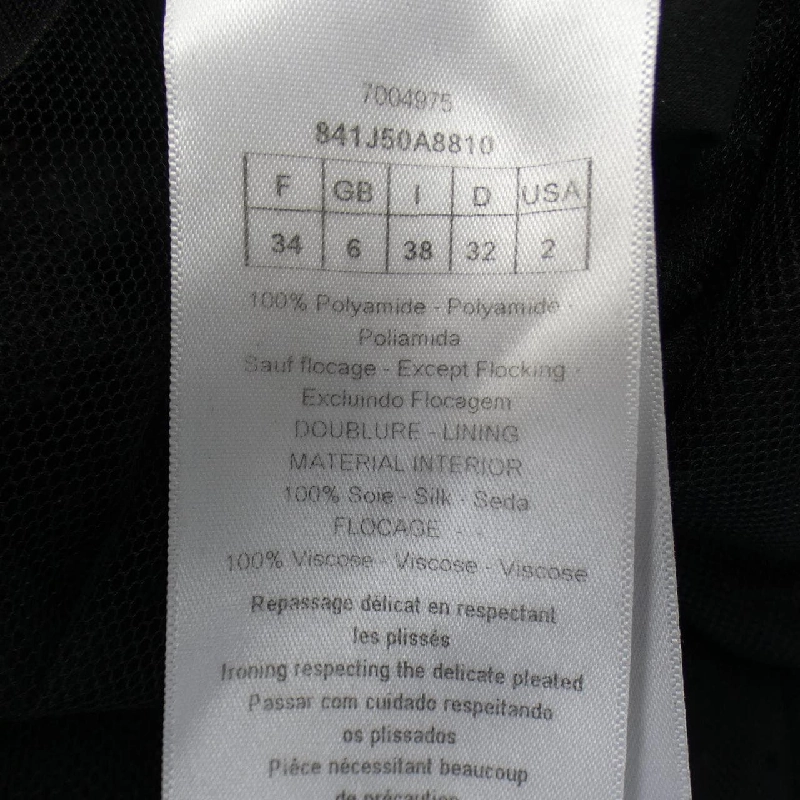 7004975
841J50A8810
F GB I D USA
34 6 38 32 2
100% Polyamide - Polyamide -
Poliamida
Sauf flocage - Except Flocking -
Excluindo Flocagem
DOUBLURE - LINING
MATERIAL INTERIOR
100% Soie - Silk - Seda
FLOCAGE - -
100% Viscose - Viscose - Viscose
Repassage délicat en respectant
les plissés
Ironing respecting the delicate pleated
Passar com cuidado respeitando
os plissados
Pièce nécessitant beaucoup
de précaution